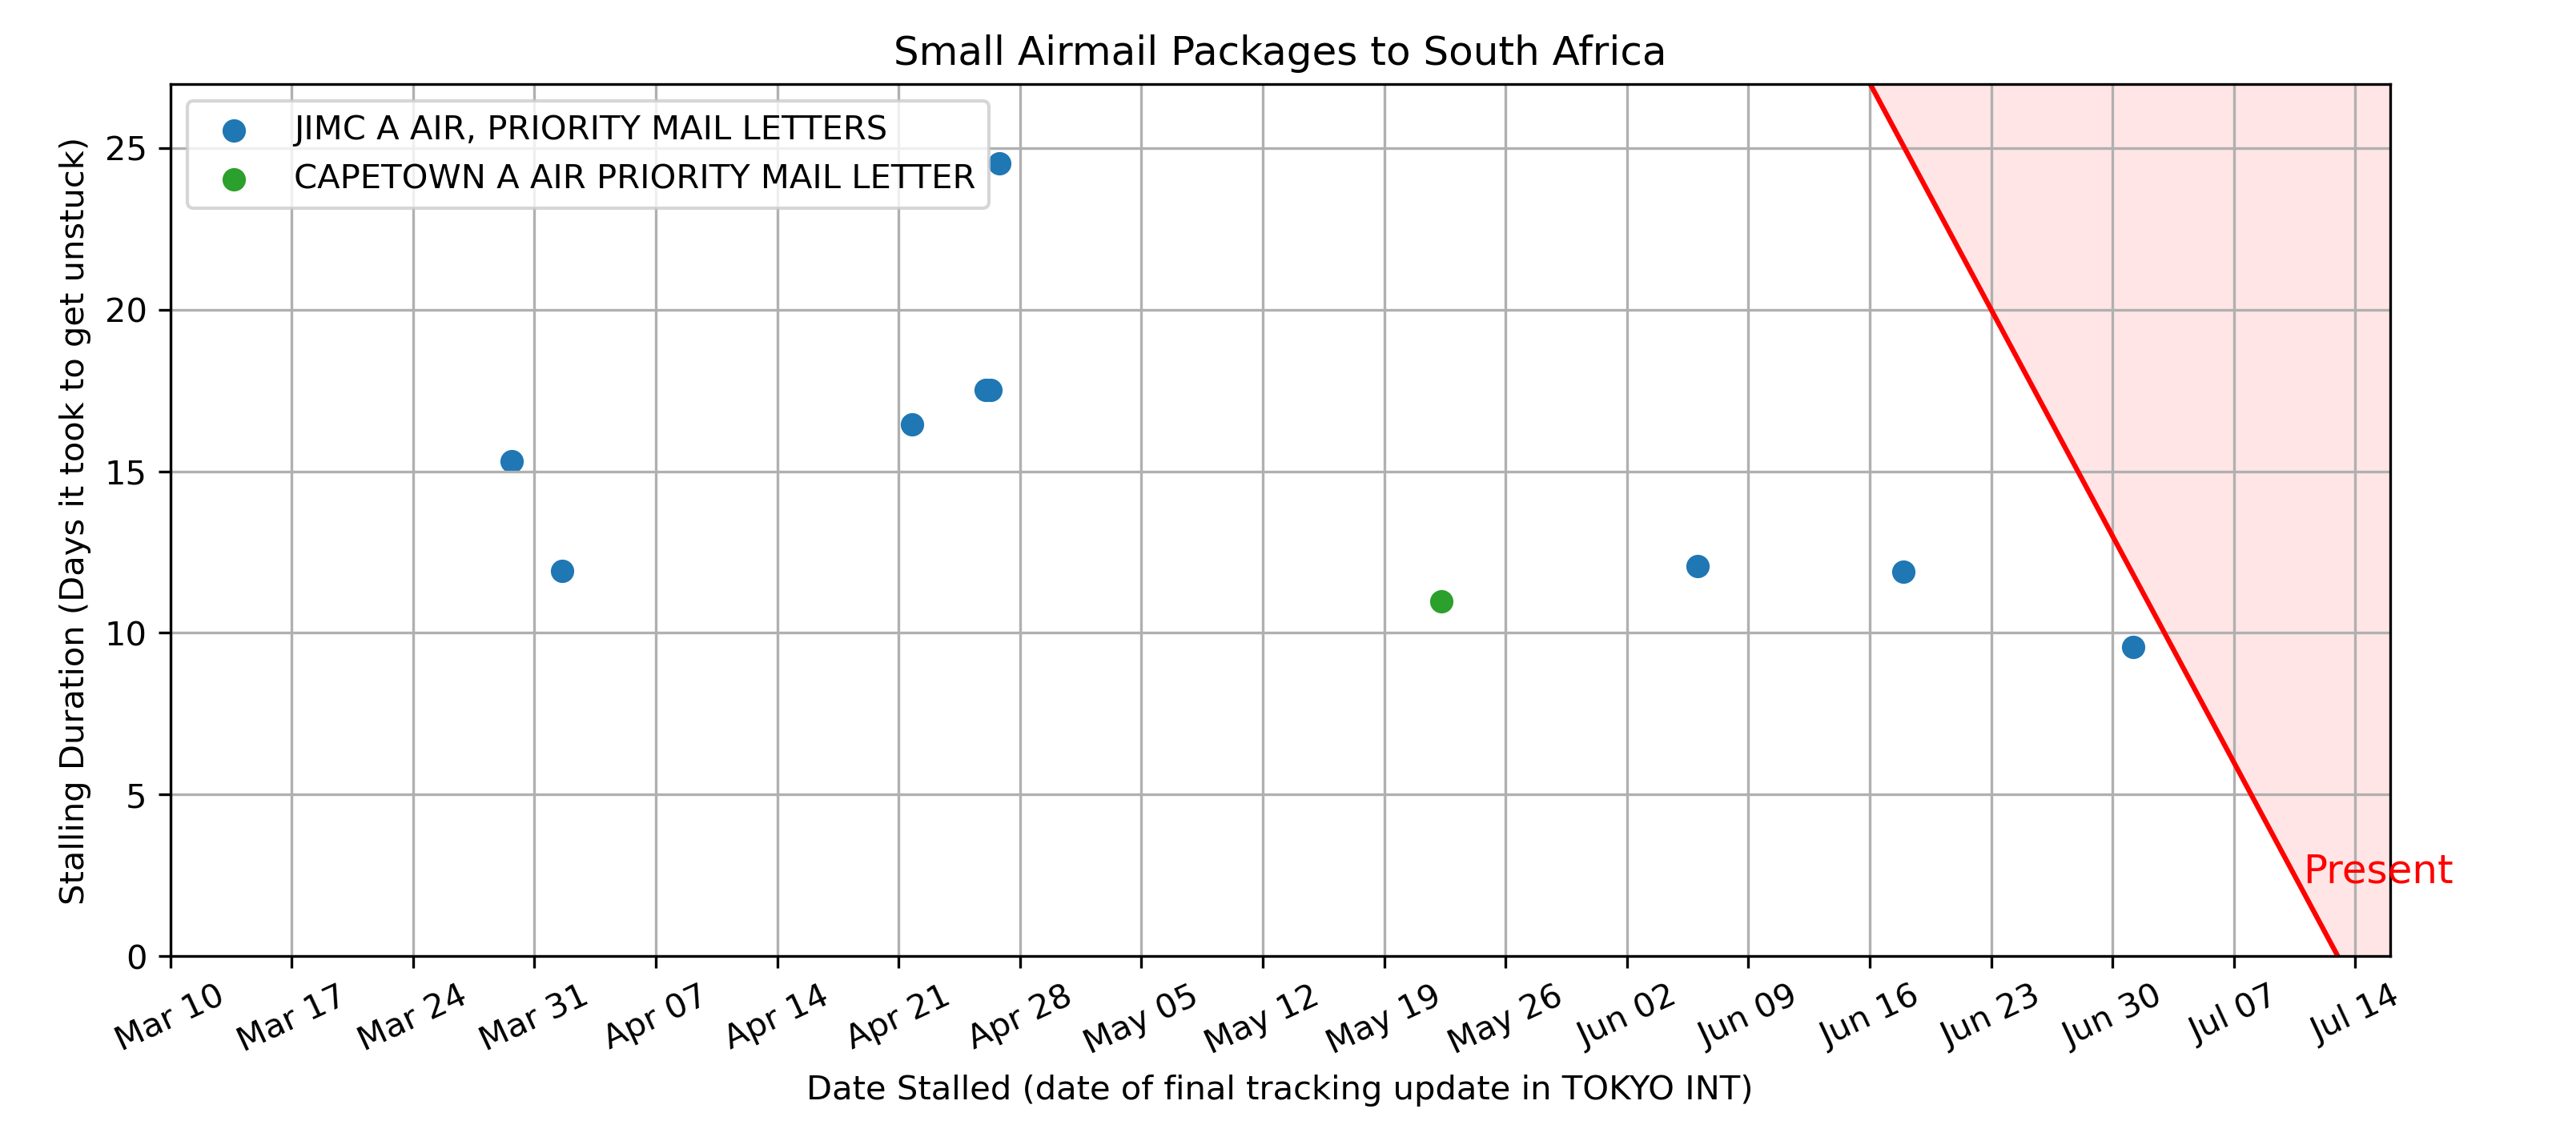 Small Airmail Packages to South Africa
JIMC A AIR, PRIORITY MAIL LETTERS
CAPETOWN A AIR PRIORITY MAIL LETTER
Stalling Duration (Days it took to get unstuck)
25
20
15
10
5
0
Present
Mar 10
Mar 17
Mar 24
Mar 31
Apr 07
Apr 14
Apr 21
Apr 28
May 05
May 12
May 19
May 26
Jun 02
Jun 09
Jun 16
Jun 23
Jun 30
Jul 07
Jul 14
Date Stalled (date of final tracking update in TOKYO INT)